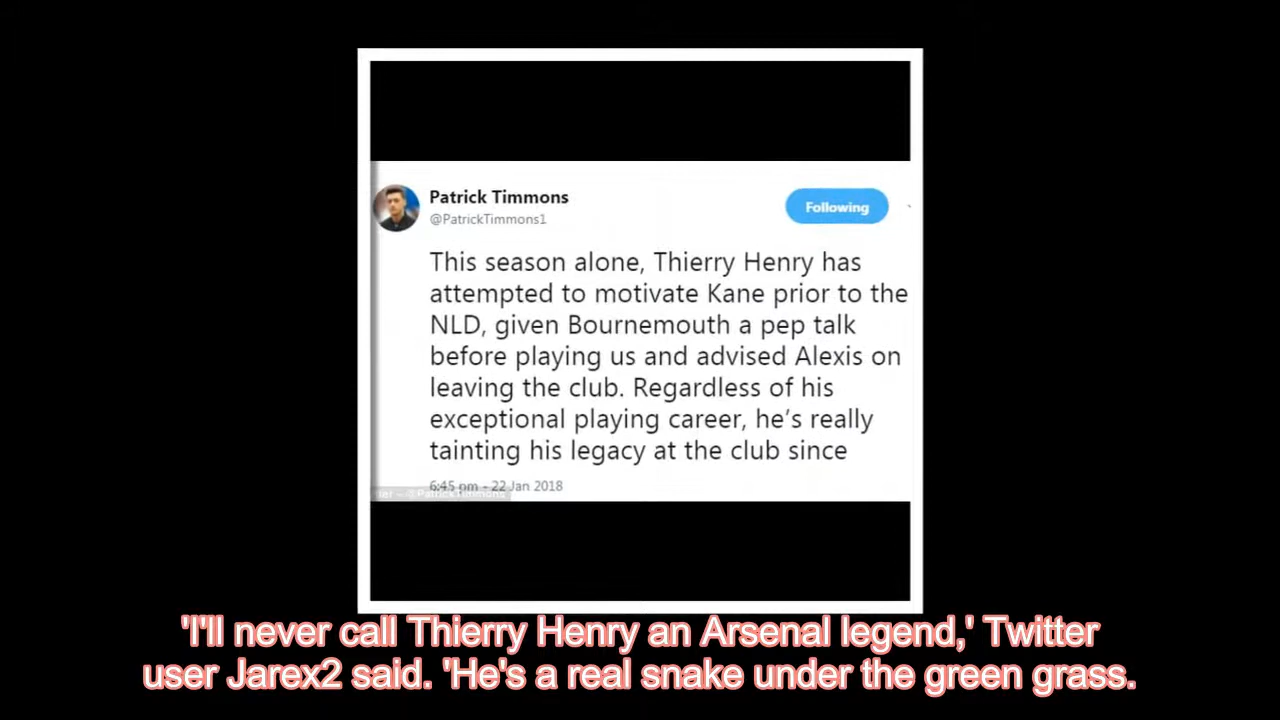 Patrick Timmons
@PatrickTimmons1
Following
This season alone, Thierry Henry has
attempted to motivate Kane prior to the
NLD, given Bournemouth a pep talk
before playing us and advised Alexis on
leaving the club. Regardless of his
exceptional playing career, he’s really
tainting his legacy at the club since
6:45 pm - 22 Jan 2018
'I'll never call Thierry Henry an Arsenal legend,' Twitter
user Jarex2 said. 'He's a real snake under the green grass.